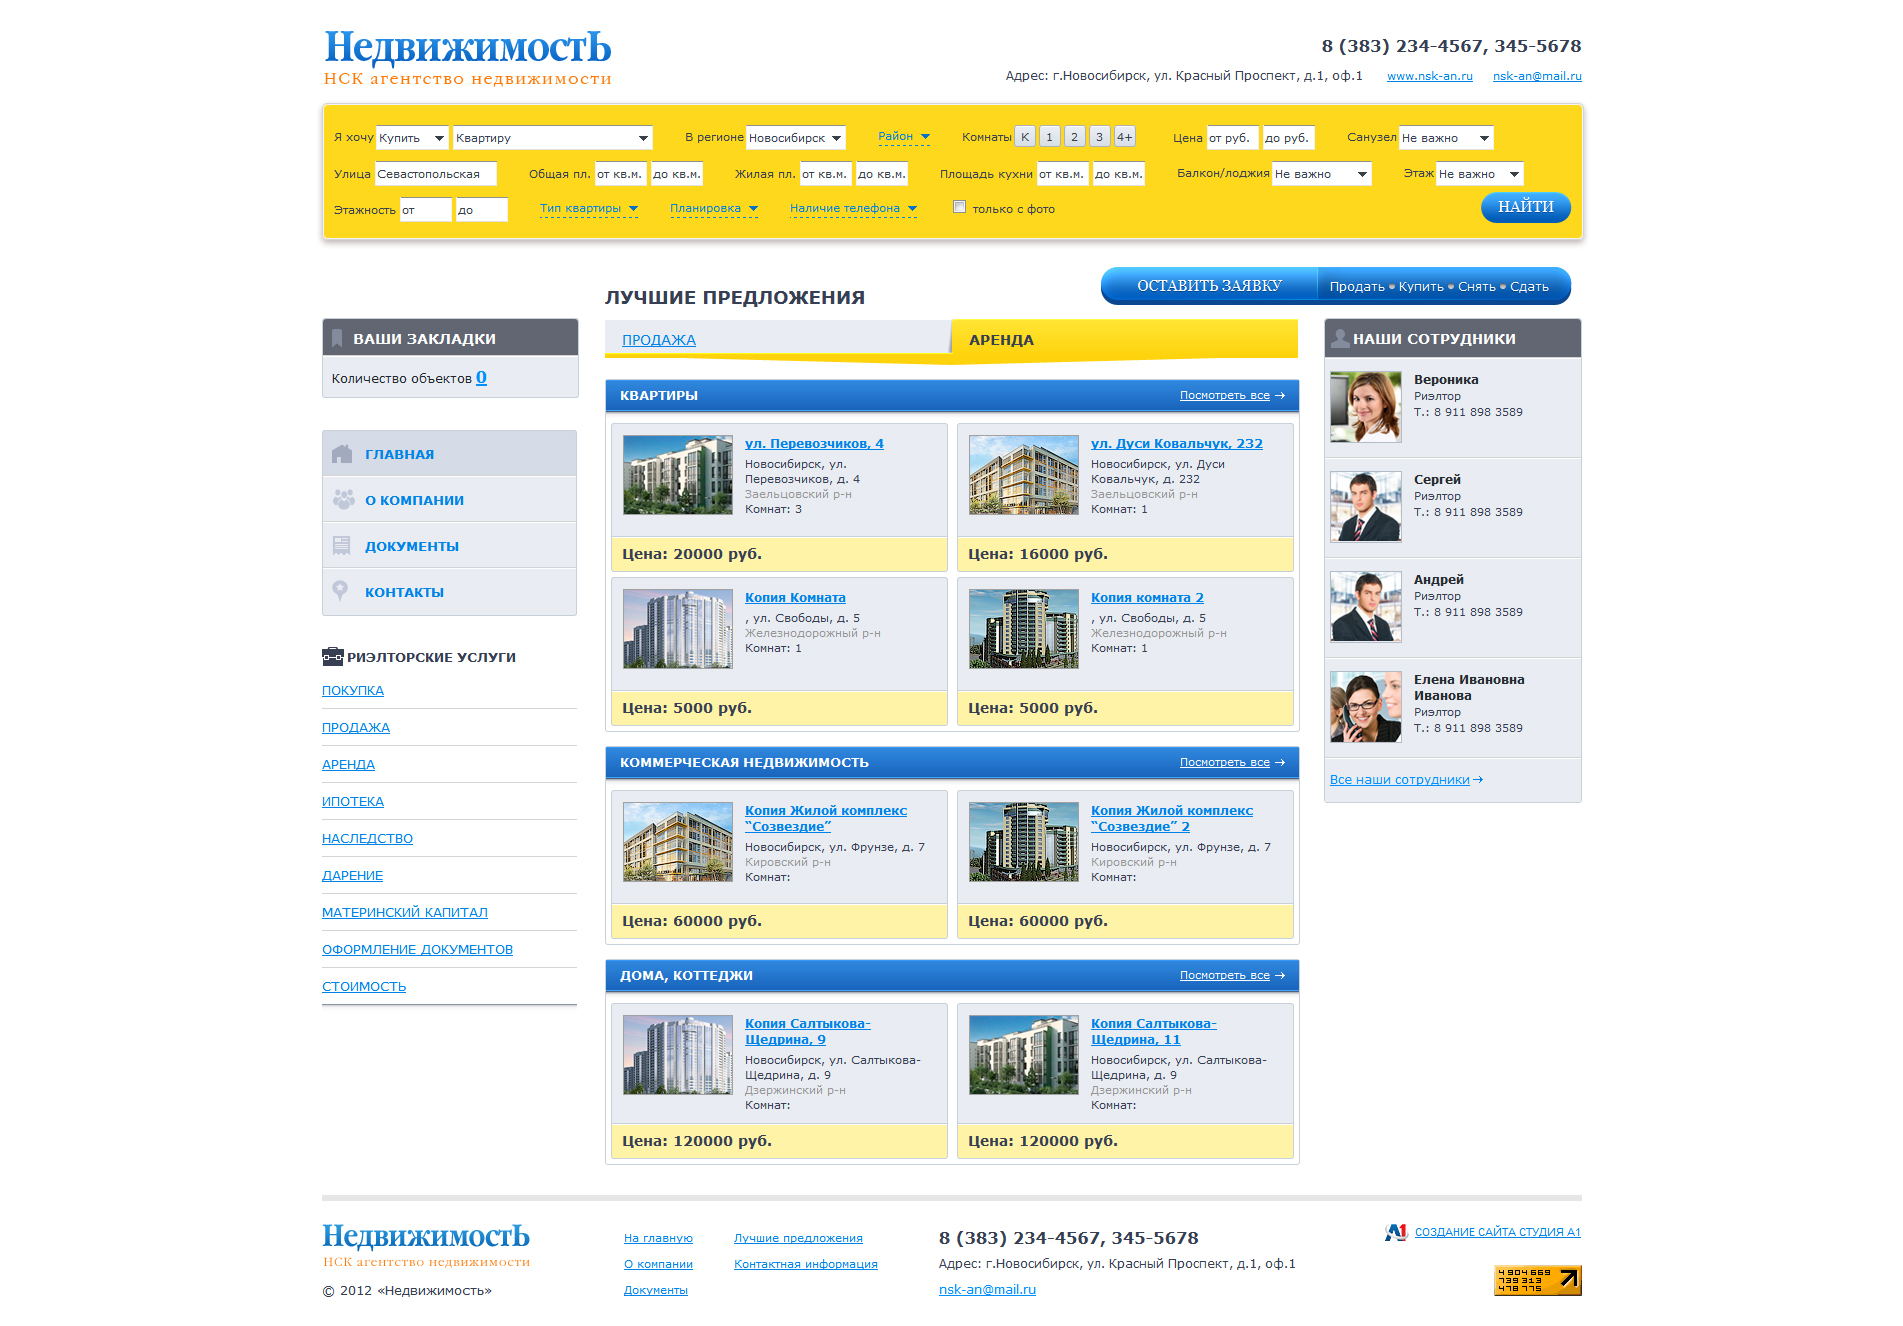 НедвижимостЬ
НСК агентство недвижимости
8 (383) 234-4567, 345-5678
Адрес: г.Новосибирск, ул. Красный Проспект, д.1, оф.1 www.nsk-an.ru nsk-an@mail.ru
Я хочу Купить Квартиру В регионе Новосибирск Район Комнаты К 1 2 3 4+ Цена от руб. до руб. Санузел Не важно
Улица Севастопольская Общая пл. от кв.м. до кв.м. Жилая пл. от кв.м. до кв.м. Площадь кухни от кв.м. до кв.м. Балкон/лоджия Не важно Этаж Не важно
Этажность от до Тип квартиры Планировка Наличие телефона только с фото НАЙТИ
ОСТАВИТЬ ЗАЯВКУ Продать Купить Снять Сдать
ВАШИ ЗАКЛАДКИ
Количество объектов 0
ГЛАВНАЯ
О КОМПАНИИ
ДОКУМЕНТЫ
КОНТАКТЫ
РИЭЛТОРСКИЕ УСЛУГИ
ПОКУПКА
ПРОДАЖА
АРЕНДА
ИПОТЕКА
НАСЛЕДСТВО
ДАРЕНИЕ
МАТЕРИНСКИЙ КАПИТАЛ
ОФОРМЛЕНИЕ ДОКУМЕНТОВ
СТОИМОСТЬ
ЛУЧШИЕ ПРЕДЛОЖЕНИЯ
ПРОДАЖА АРЕНДА
КВАРТИРЫ Посмотреть все →
ул. Перевозчиков, 4
Новосибирск, ул.
Перевозчиков, д. 4
Заельцовский р-н
Комнат: 3
Цена: 20000 руб.
ул. Дуси Ковальчук, 232
Новосибирск, ул. Дуси
Ковальчук, д. 232
Заельцовский р-н
Комнат: 1
Цена: 16000 руб.
Копия Комната
, ул. Свободы, д. 5
Железнодорожный р-н
Комнат: 1
Цена: 5000 руб.
Копия комната 2
, ул. Свободы, д. 5
Железнодорожный р-н
Комнат: 1
Цена: 5000 руб.
КОММЕРЧЕСКАЯ НЕДВИЖИМОСТЬ Посмотреть все →
Копия Жилой комплекс
“Созвездие”
Новосибирск, ул. Фрунзе, д. 7
Кировский р-н
Комнат:
Цена: 60000 руб.
Копия Жилой комплекс
“Созвездие” 2
Новосибирск, ул. Фрунзе, д. 7
Кировский р-н
Комнат:
Цена: 60000 руб.
ДОМА, КОТТЕДЖИ Посмотреть все →
Копия Салтыкова-
Щедрина, 9
Новосибирск, ул. Салтыкова-
Щедрина, д. 9
Дзержинский р-н
Комнат:
Цена: 120000 руб.
Копия Салтыкова-
Щедрина, 11
Новосибирск, ул. Салтыкова-
Щедрина, д. 9
Дзержинский р-н
Комнат:
Цена: 120000 руб.
НАШИ СОТРУДНИКИ
Вероника
Риэлтор
Т.: 8 911 898 3589
Сергей
Риэлтор
Т.: 8 911 898 3589
Андрей
Риэлтор
Т.: 8 911 898 3589
Елена Ивановна
Иванова
Риэлтор
Т.: 8 911 898 3589
Все наши сотрудники →
НедвижимостЬ
НСК агентство недвижимости
© 2012 «Недвижимость»
На главную
О компании
Документы
Лучшие предложения
Контактная информация
8 (383) 234-4567, 345-5678
Адрес: г.Новосибирск, ул. Красный Проспект, д.1, оф.1
nsk-an@mail.ru
А1 СОЗДАНИЕ САЙТА СТУДИЯ А1
4 904 669
739 313
478 775